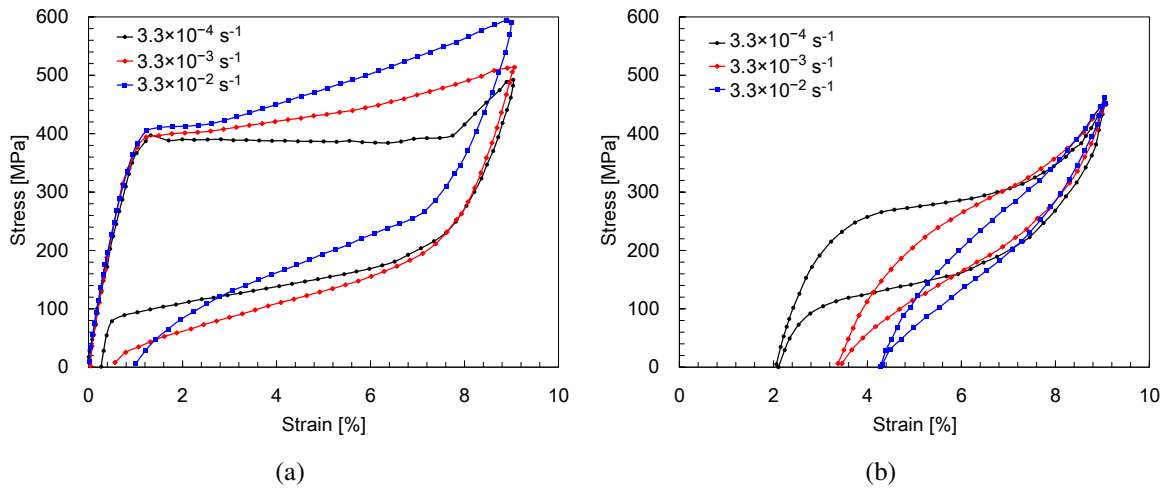 600
500
400
300
200
100
0
Stress [MPa]
3.3×10⁻⁴ s⁻¹
3.3×10⁻³ s⁻¹
3.3×10⁻² s⁻¹
0 2 4 6 8 10
Strain [%]
(a)
600
500
400
300
200
100
0
Stress [MPa]
3.3×10⁻⁴ s⁻¹
3.3×10⁻³ s⁻¹
3.3×10⁻² s⁻¹
0 2 4 6 8 10
Strain [%]
(b)